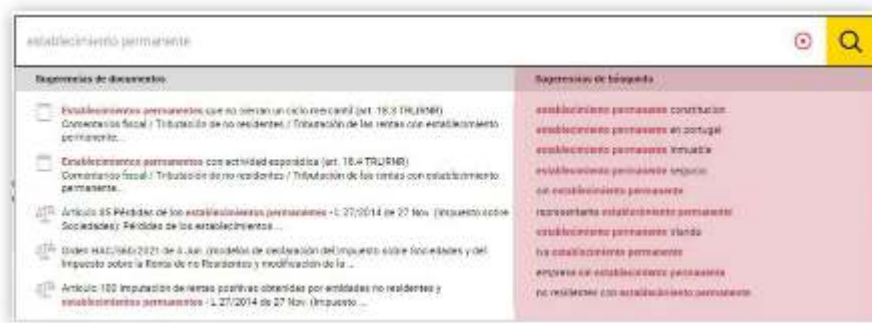 establecimiento permanente
Sugerencias de documentos
Establecimientos permanentes que no cierran un ciclo mercantil (art. 18.3 TRLIRNR)
Comentarios fiscal / Tributación de no residentes / Tributación de las rentas con establecimiento
permanente...
Establecimientos permanentes con actividad esporádica (art. 18.4 TRLIRNR)
Comentarios fiscal / Tributación de no residentes / Tributación de las rentas con establecimiento
permanente...
Artículo 65 Pérdidas de los establecimientos permanentes - L 27/2014 de 27 Nov. (Impuesto sobre
Sociedades): Pérdidas de los establecimientos ...
Orden de 4 Jun. (modelos de declaración del Impuesto sobre Sociedades y del
Impuesto sobre la Renta de no Residentes y modificación de la ...
Artículo 100 Imputación de rentas positivas obtenidas por entidades no residentes y
establecimientos permanentes - L 27/2014 de 27 Nov. (Impuesto ...
Sugerencias de búsqueda
establecimiento permanente constitucion
establecimiento permanente en portugal
establecimiento permanente inmueble
establecimiento permanente seguros
sin establecimiento permanente
representante establecimiento permanente
establecimiento permanente irlanda
iva establecimiento permanente
empresa sin establecimiento permanente
no residentes con establecimiento permanente